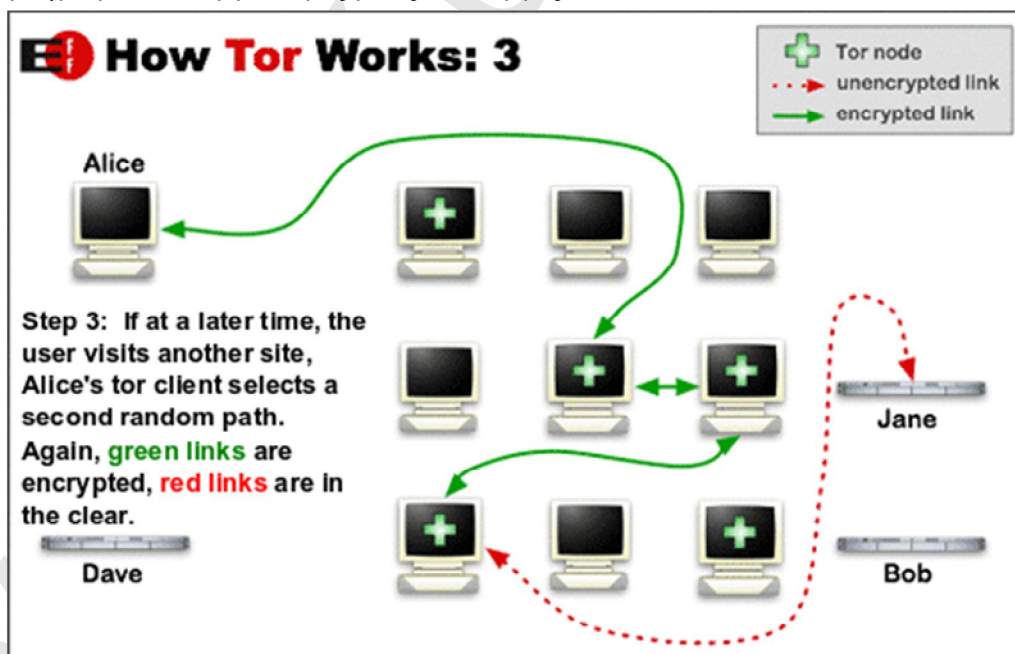 EFF How Tor Works: 3
Tor node
unencrypted link
encrypted link
Alice
Step 3: If at a later time, the
user visits another site,
Alice's tor client selects a
second random path.
Again, green links are
encrypted, red links are in
the clear.
Jane
Dave
Bob